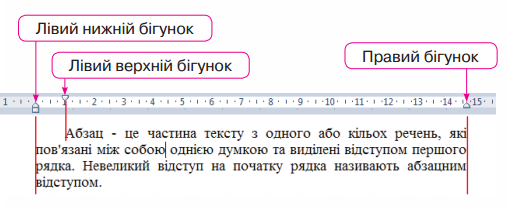 Лівий нижній бігунок
Лівий верхній бігунок
Правий бігунок
1 1 2 3 4 5 6 7 8 9 10 11 12 13 14 15
Абзац - це частина тексту з одного або кількох речень, які
пов'язані між собою однією думкою та виділені відступом першого
рядка. Невеликий відступ на початку рядка називають абзацним
відступом.